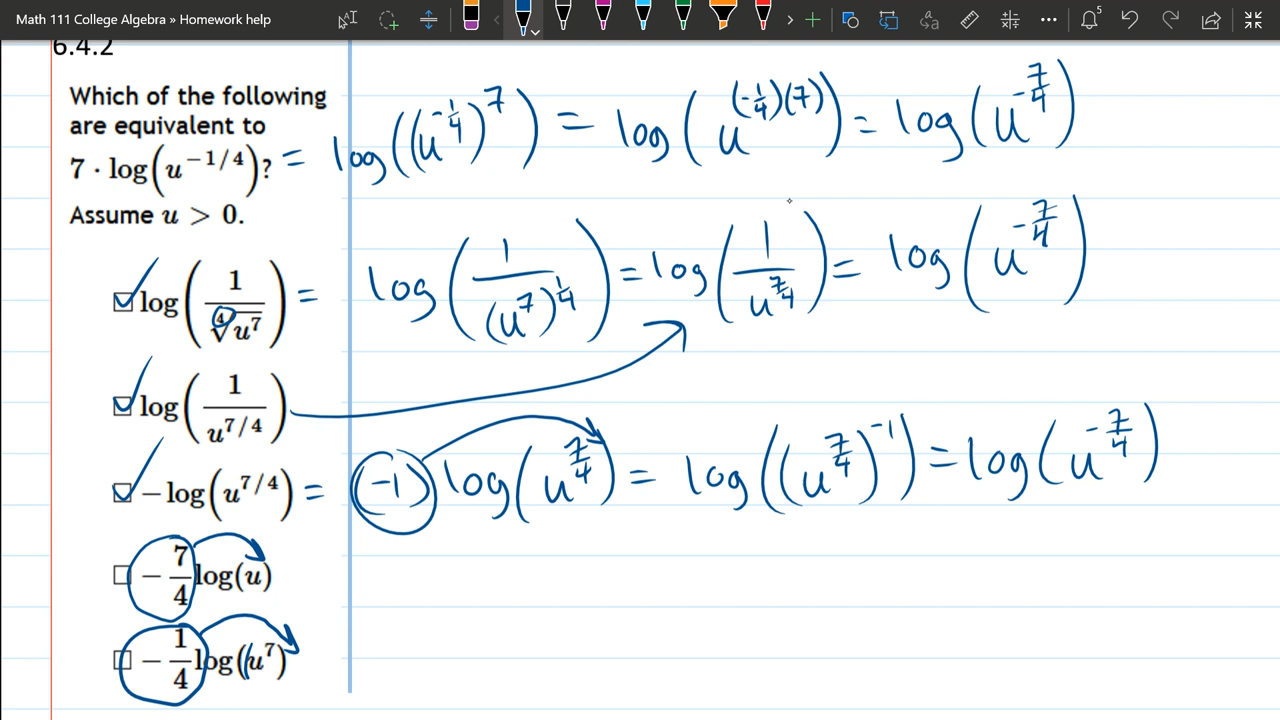 Math 111 College Algebra » Homework help
5
6.4.2
Which of the following
are equivalent to
7 · log(u^{-1/4})? = log((u^{-1/4})^7) = log(u^{(-1/4)(7)}) = log(u^{-7/4})
Assume u > 0.
log(1/∜u^7) = log(1/(u^7)^{1/4}) = log(1/u^{7/4}) = log(u^{-7/4})
log(1/u^{7/4})
−log(u^{7/4}) = (-1) log(u^{7/4}) = log((u^{7/4})^{-1}) = log(u^{-7/4})
−7/4 log(u)
−1/4 log(u^7)